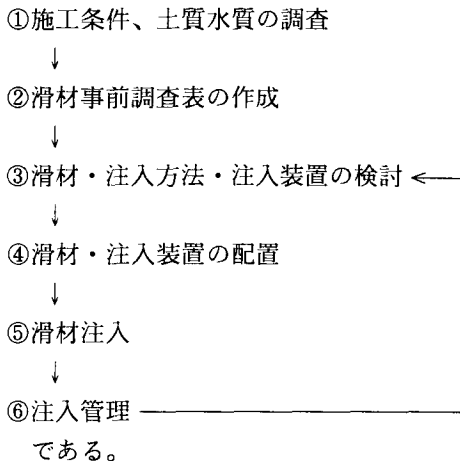 ①施工条件、土質水質の調査
↓
②滑材事前調査表の作成
↓
③滑材・注入方法・注入装置の検討 ←
↓
④滑材・注入装置の配置
↓
⑤滑材注入
↓
⑥注入管理
である。